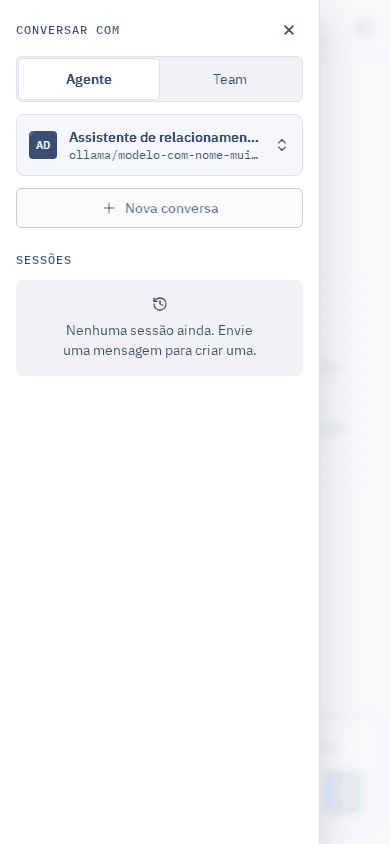 CONVERSAR COM
Agente
Team
AD
Assistente de relacionamen...
ollama/modelo-com-nome-mui...
Nova conversa
SESSÕES
Nenhuma sessão ainda. Envie
uma mensagem para criar uma.